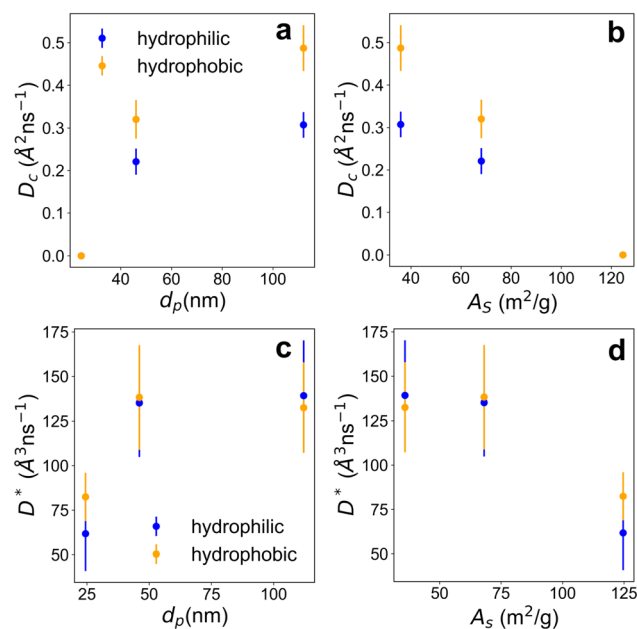 a
hydrophilic
hydrophobic
D_c (Å²ns⁻¹)
0.5
0.4
0.3
0.2
0.1
0.0
40 60 80 100
d_p(nm)
b
D_c (Å²ns⁻¹)
0.5
0.4
0.3
0.2
0.1
0.0
40 60 80 100 120
A_S (m²/g)
c
D* (Å³ns⁻¹)
175
150
125
100
75
50
hydrophilic
hydrophobic
25 50 75 100
d_p(nm)
d
D* (Å³ns⁻¹)
175
150
125
100
75
50
50 75 100 125
A_S (m²/g)